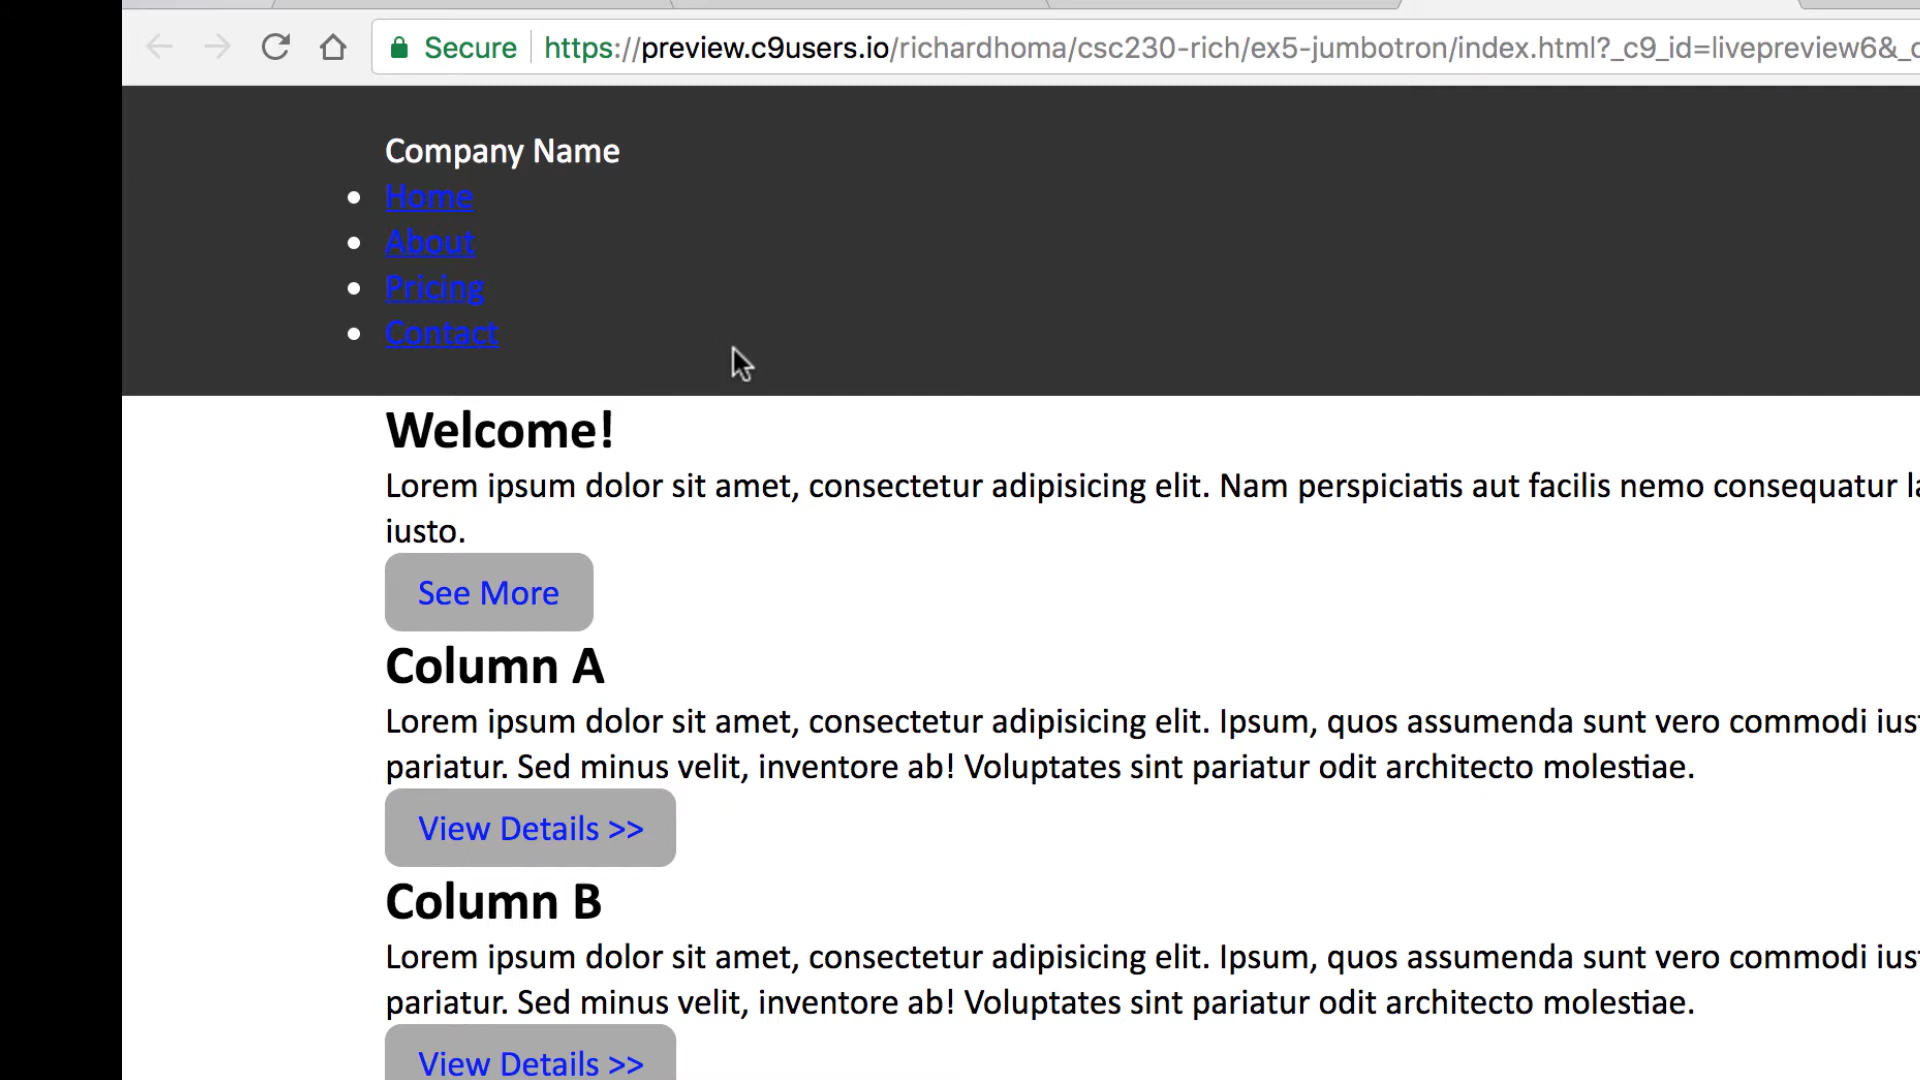 Secure https://preview.c9users.io/richardhoma/csc230-rich/ex5-jumbotron/index.html?_c9_id=livepreview6&_
Company Name
Home
About
Pricing
Contact
Welcome!
Lorem ipsum dolor sit amet, consectetur adipisicing elit. Nam perspiciatis aut facilis nemo consequatur
iusto.
See More
Column A
Lorem ipsum dolor sit amet, consectetur adipisicing elit. Ipsum, quos assumenda sunt vero commodi
pariatur. Sed minus velit, inventore ab! Voluptates sint pariatur odit architecto molestiae.
View Details >>
Column B
Lorem ipsum dolor sit amet, consectetur adipisicing elit. Ipsum, quos assumenda sunt vero commodi
pariatur. Sed minus velit, inventore ab! Voluptates sint pariatur odit architecto molestiae.
View Details >>